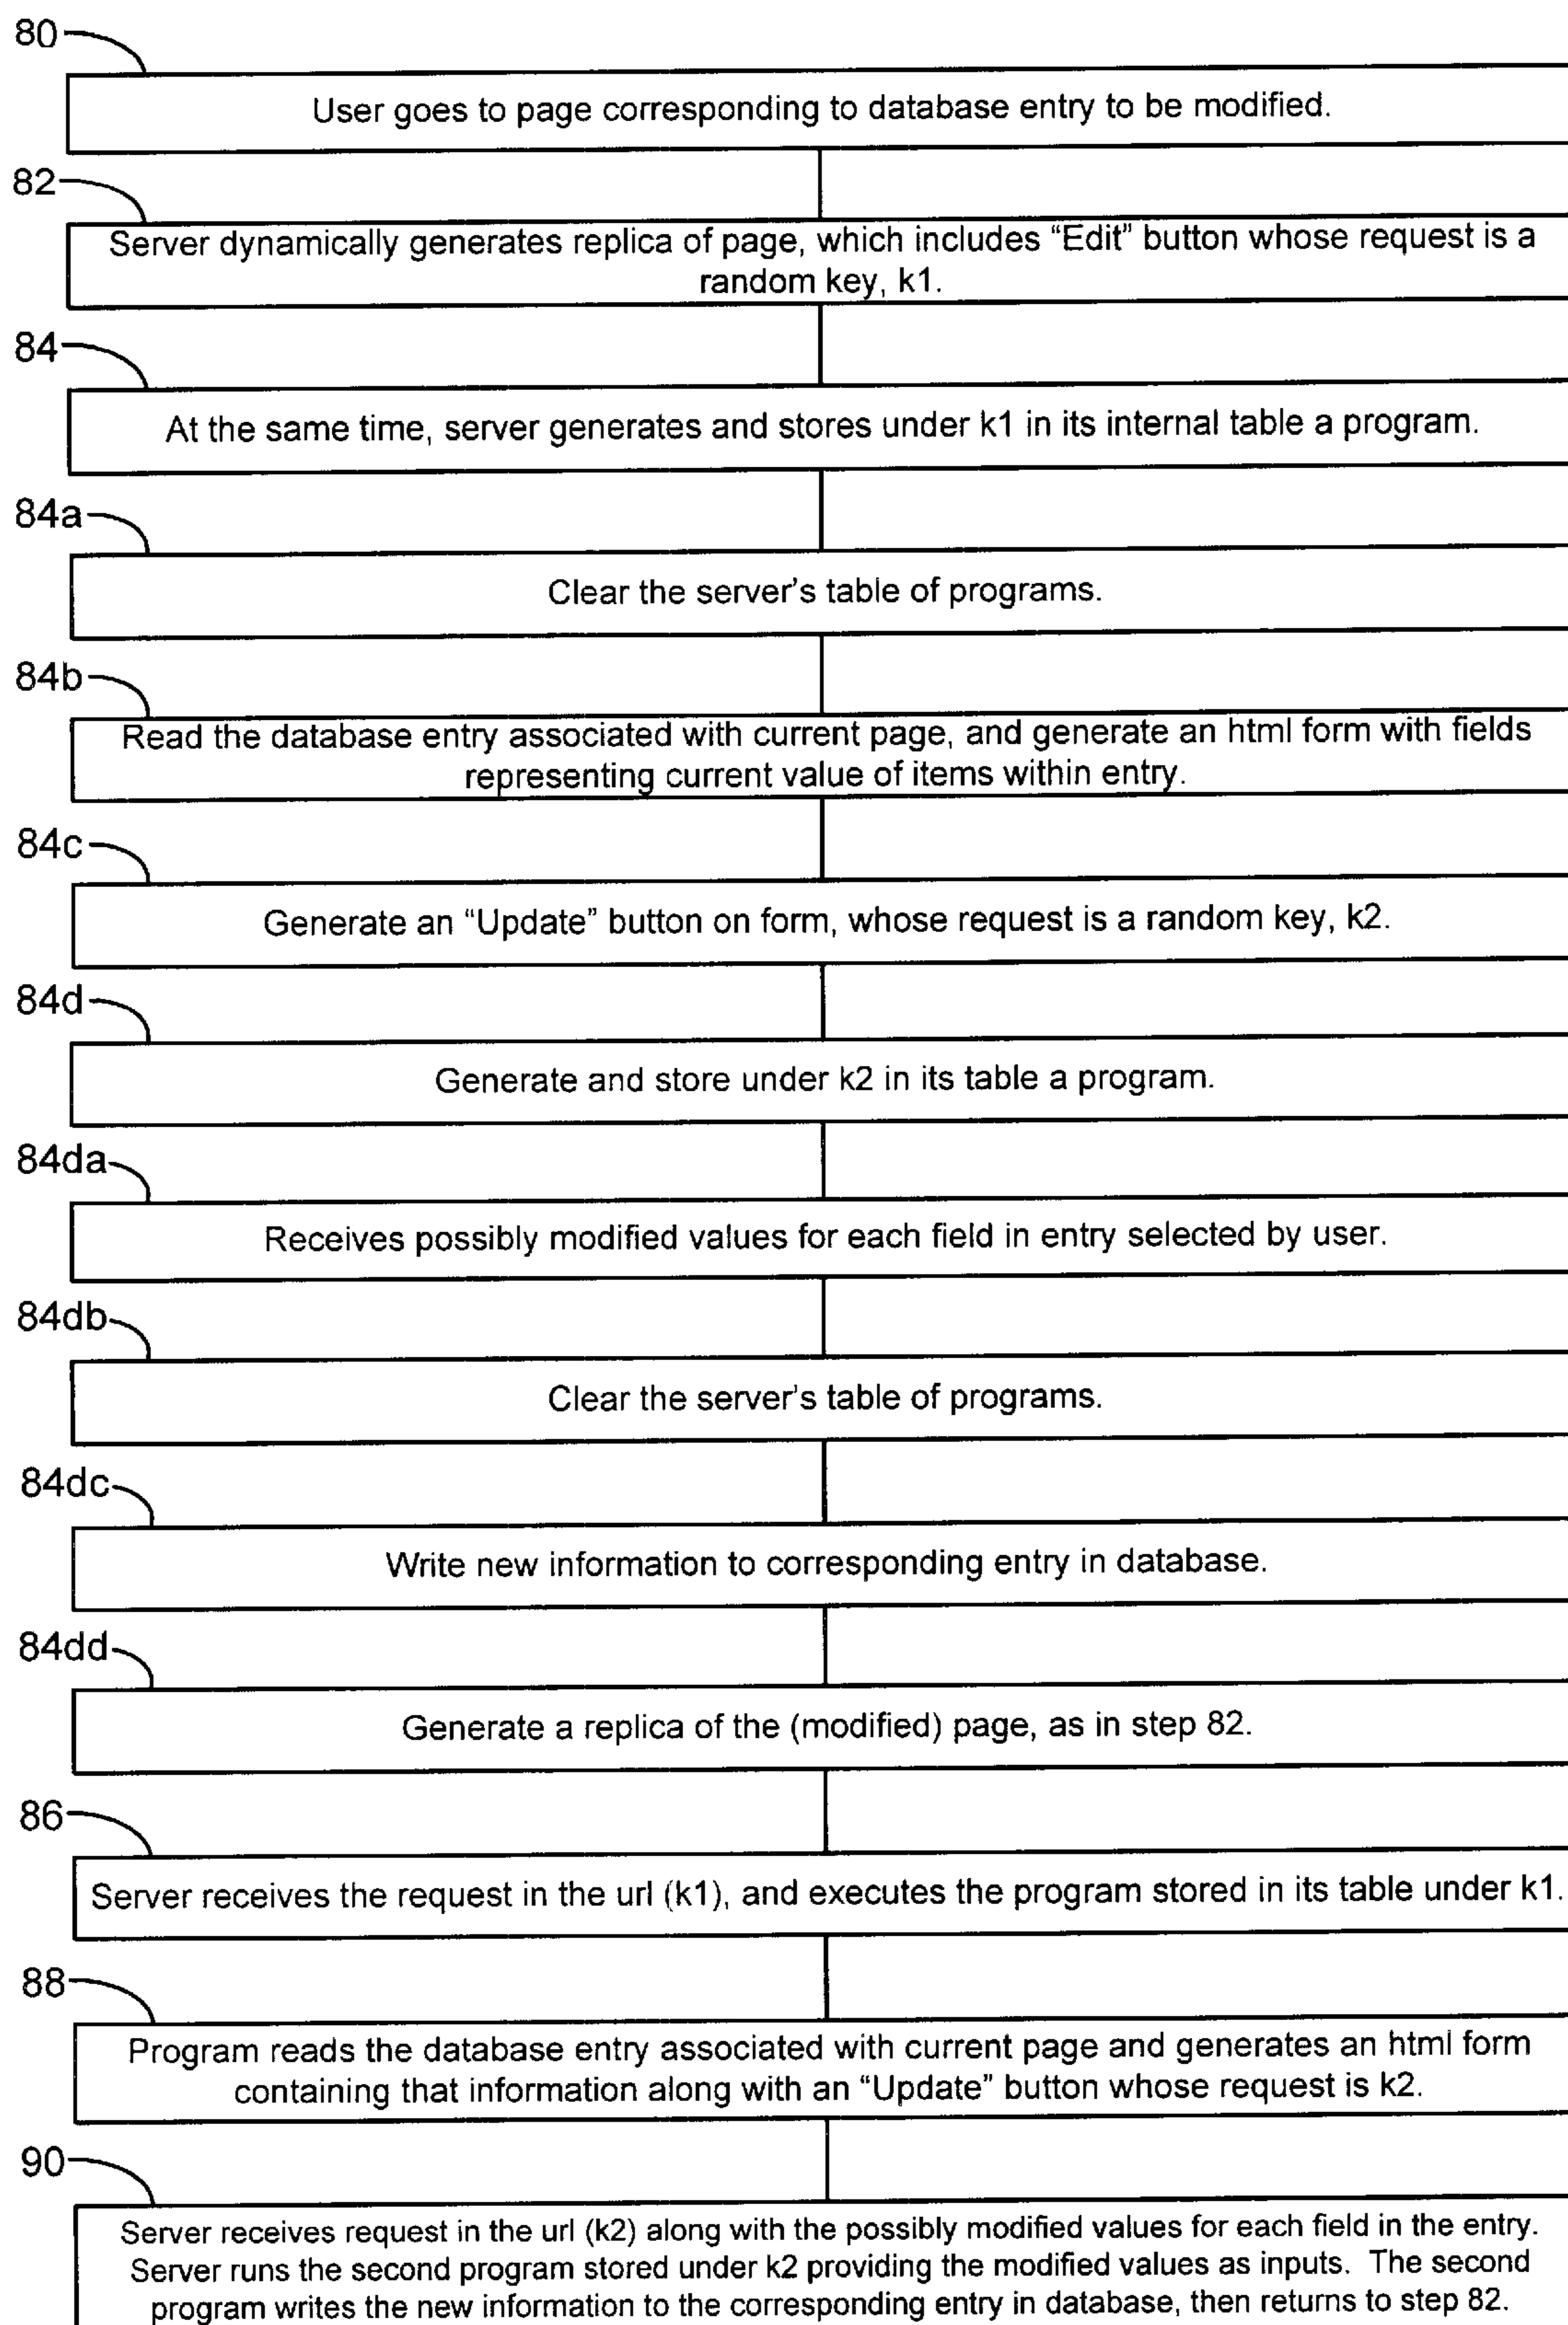 80
User goes to page corresponding to database entry to be modified.
82
Server dynamically generates replica of page, which includes “Edit” button whose request is a
random key, k1.
84
At the same time, server generates and stores under k1 in its internal table a program.
84a
Clear the server’s table of programs.
84b
Read the database entry associated with current page, and generate an html form with fields
representing current value of items within entry.
84c
Generate an “Update” button on form, whose request is a random key, k2.
84d
Generate and store under k2 in its table a program.
84da
Receives possibly modified values for each field in entry selected by user.
84db
Clear the server’s table of programs.
84dc
Write new information to corresponding entry in database.
84dd
Generate a replica of the (modified) page, as in step 82.
86
Server receives the request in the url (k1), and executes the program stored in its table under k1.
88
Program reads the database entry associated with current page and generates an html form
containing that information along with an “Update” button whose request is k2.
90
Server receives request in the url (k2) along with the possibly modified values for each field in the entry.
Server runs the second program stored under k2 providing the modified values as inputs. The second
program writes the new information to the corresponding entry in database, then returns to step 82.